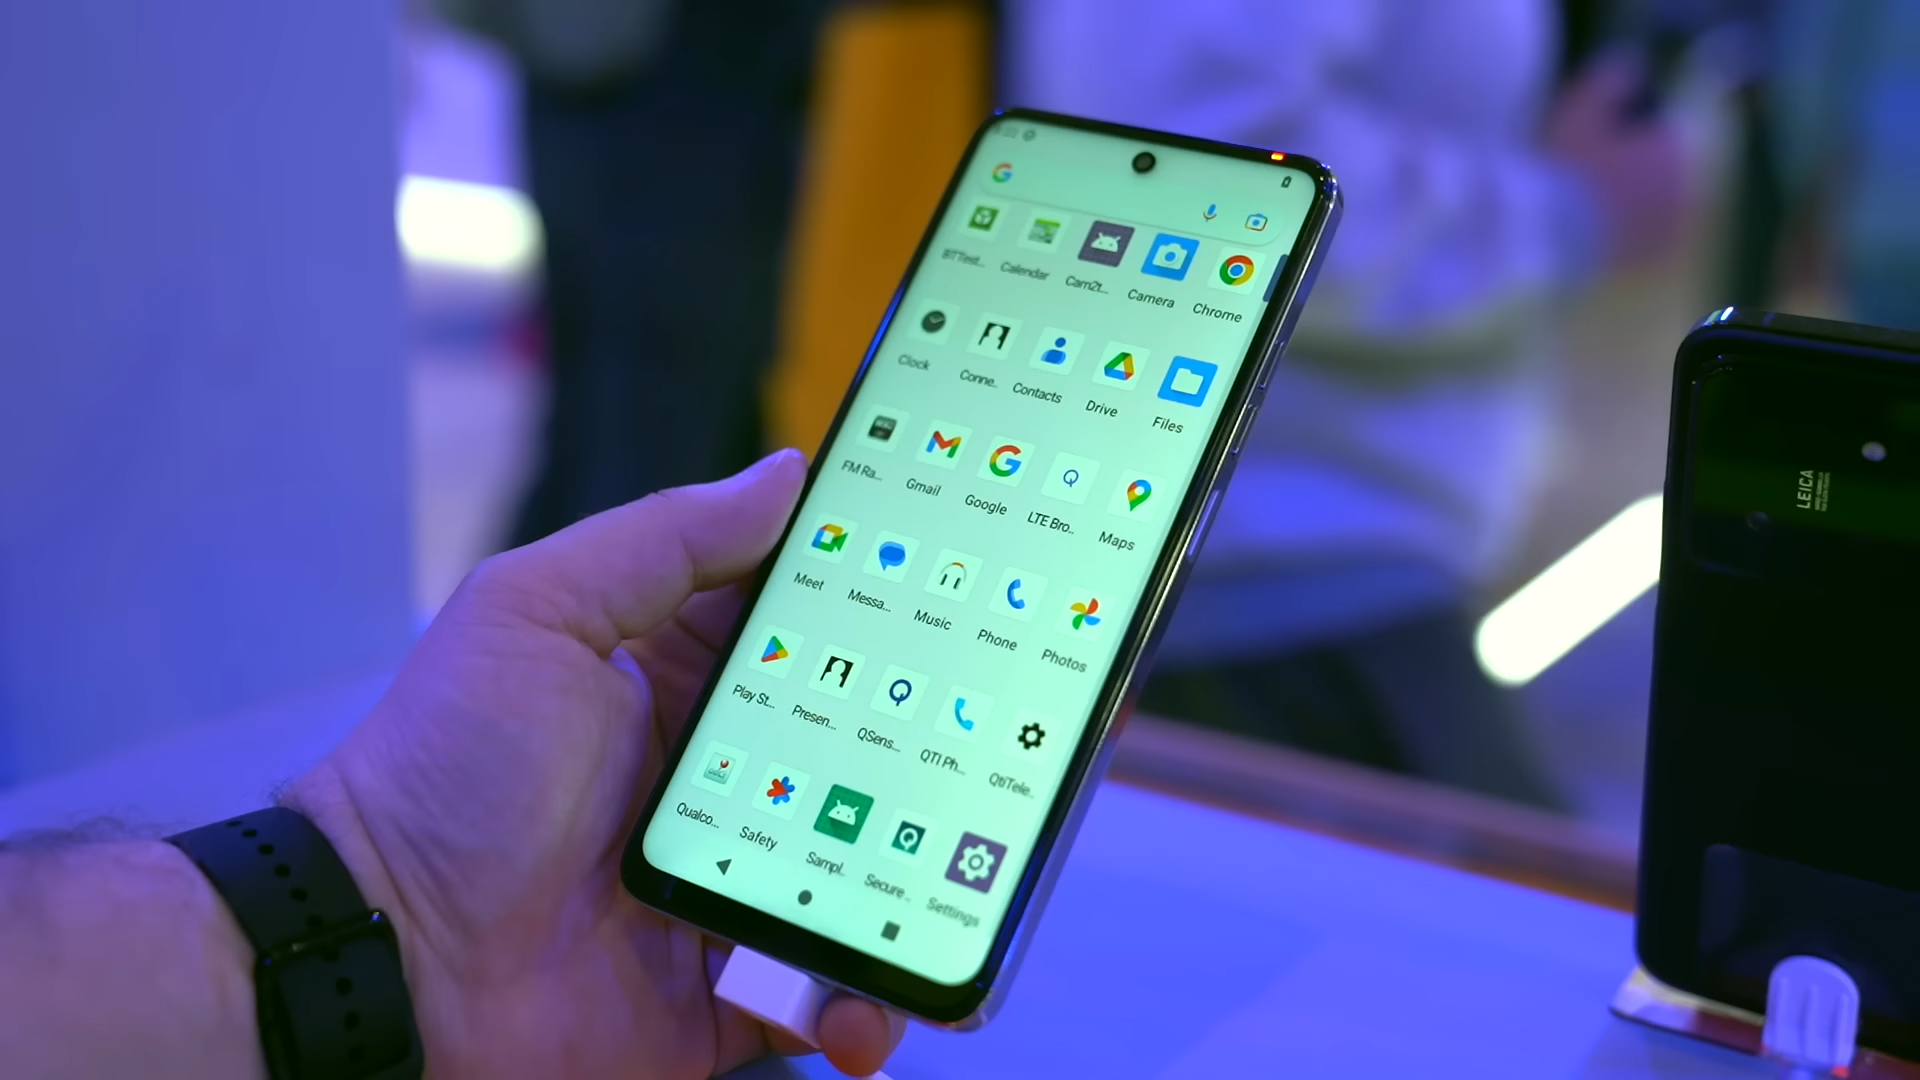 BTTest...
Calendar
Cam2t...
Camera
Chrome
Clock
Conne...
Contacts
Drive
Files
FM Ra...
Gmail
Google
LTE Bro...
Maps
Meet
Messa...
Music
Phone
Photos
Play St...
Presen...
QSens...
QTI Ph...
QtiTele...
Qualco...
Safety
Sampl...
Secure...
Settings
LEICA